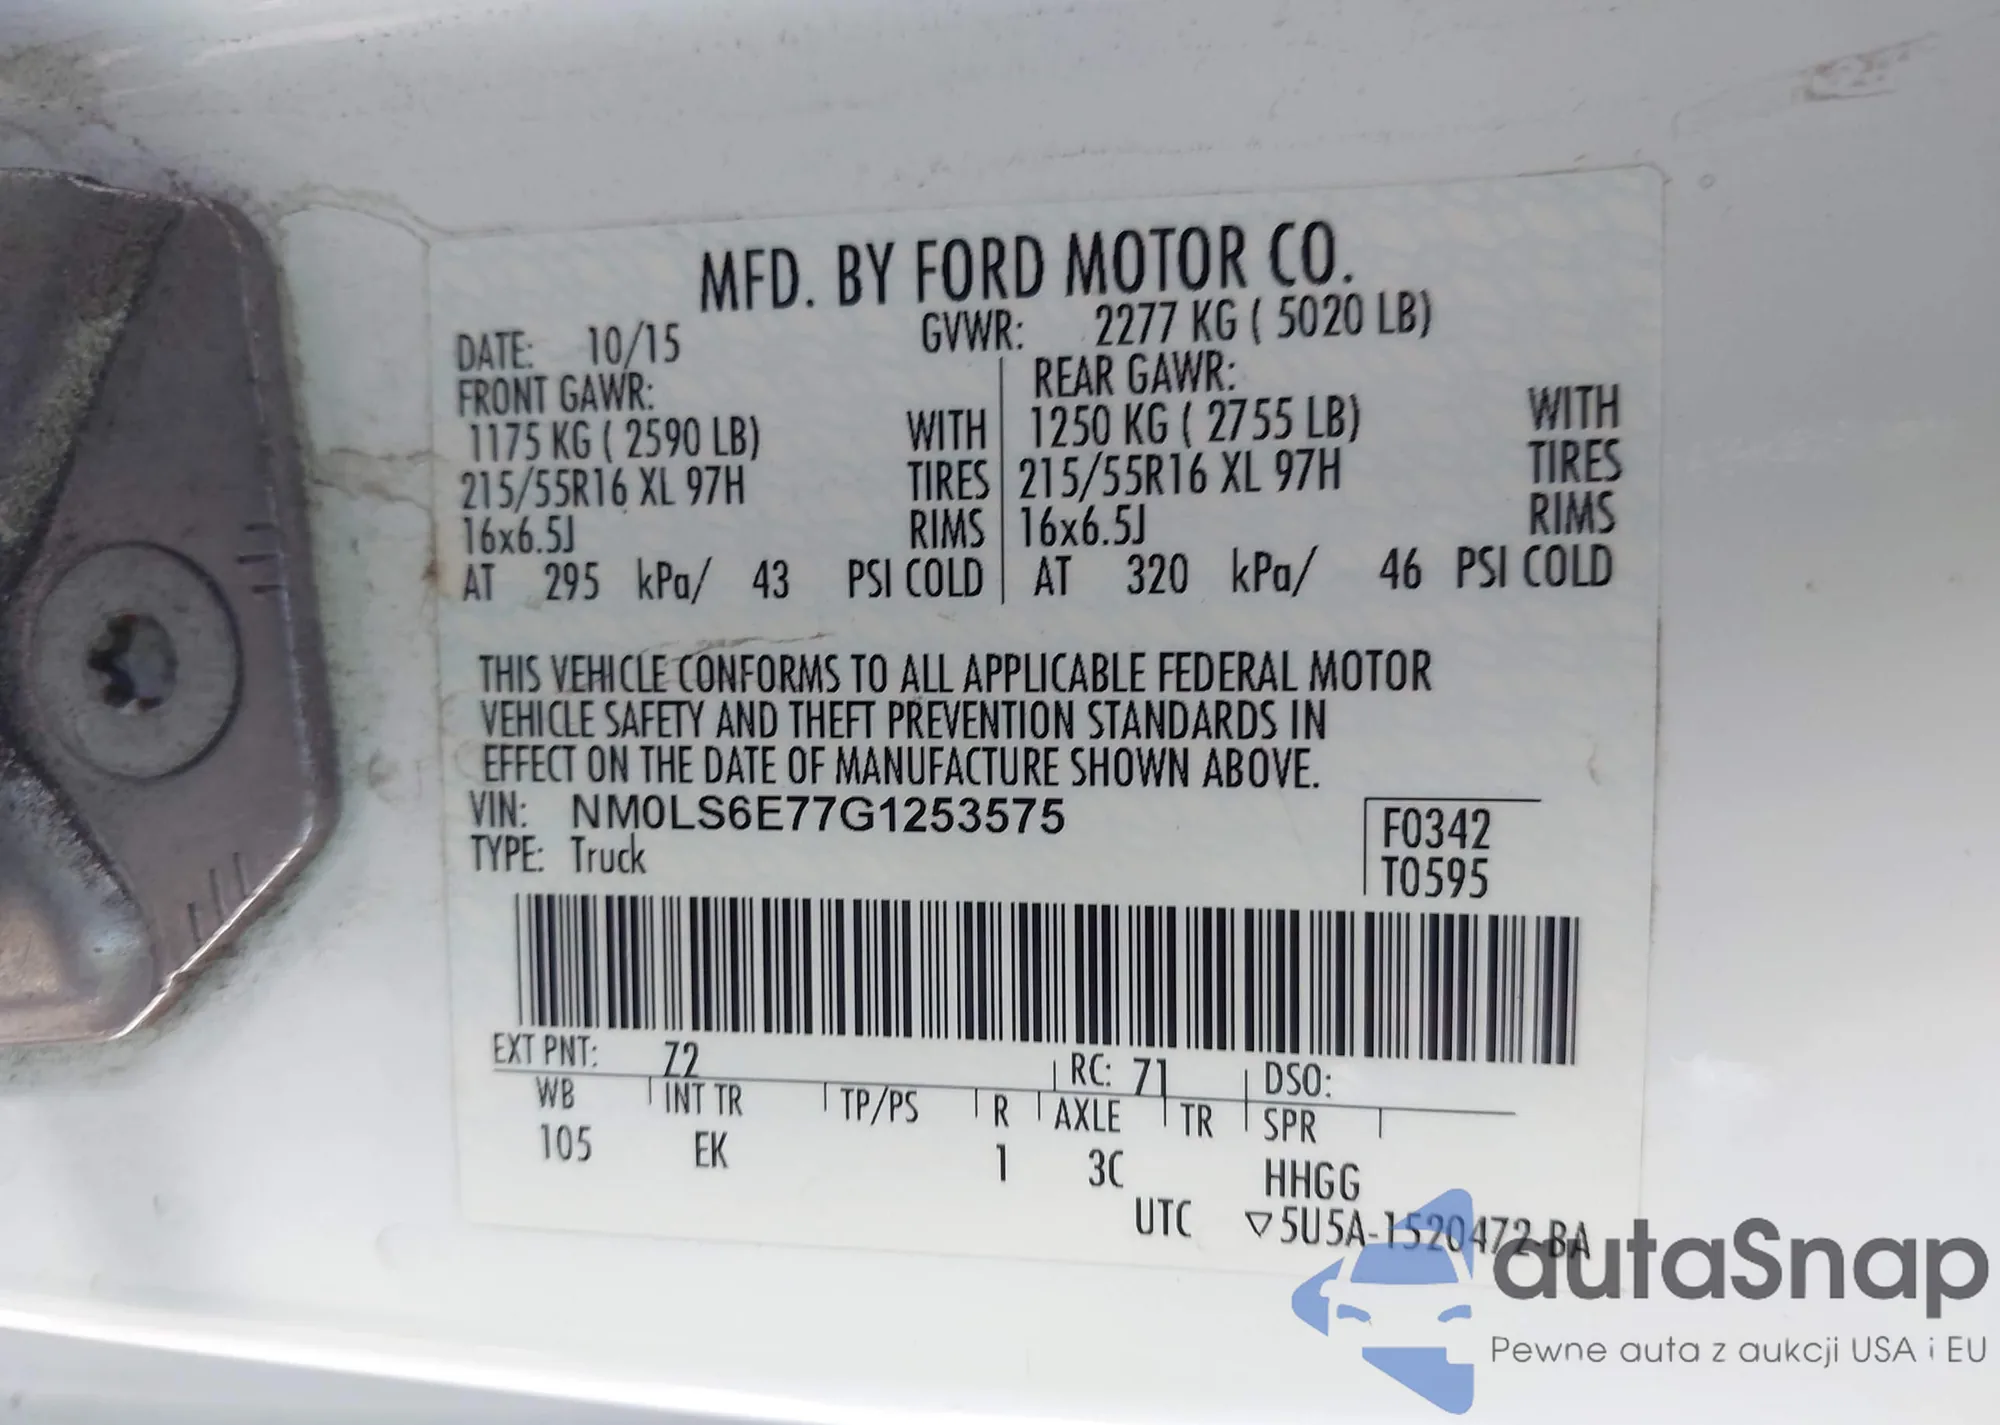 MFD. BY FORD MOTOR CO.
DATE: 10/15 GVWR: 2277 KG ( 5020 LB)
FRONT GAWR: REAR GAWR:
1175 KG ( 2590 LB) WITH 1250 KG ( 2755 LB) WITH
215/55R16 XL 97H TIRES 215/55R16 XL 97H TIRES
16x6.5J RIMS 16x6.5J RIMS
AT 295 kPa/ 43 PSI COLD AT 320 kPa/ 46 PSI COLD
THIS VEHICLE CONFORMS TO ALL APPLICABLE FEDERAL MOTOR
VEHICLE SAFETY AND THEFT PREVENTION STANDARDS IN
EFFECT ON THE DATE OF MANUFACTURE SHOWN ABOVE.
VIN: NM0LS6E77G1253575 F0342
TYPE: Truck T0595
EXT PNT: Z2 RC: 71 DSO:
WB INT TR TP/PS R AXLE TR SPR
105 EK 1 3C HHGG
UTC ▽5U5A-1520472-BA
autaSnap
Pewne auta z aukcji USA i EU